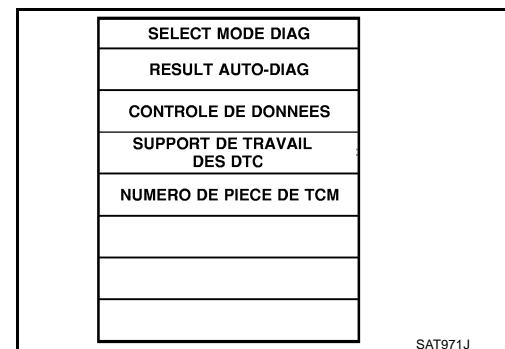 SELECT MODE DIAG
RESULT AUTO-DIAG
CONTROLE DE DONNEES
SUPPORT DE TRAVAIL
DES DTC
NUMERO DE PIECE DE TCM
SAT971J